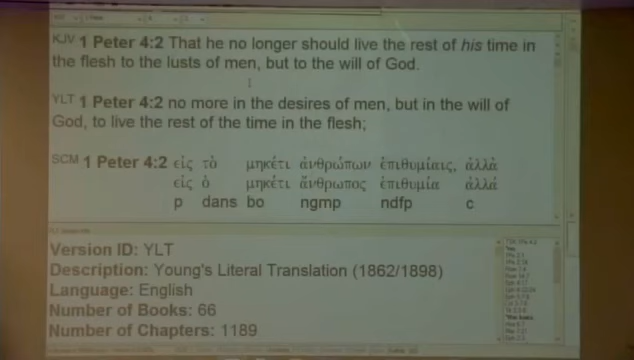 KJV 1 Peter 4:2 That he no longer should live the rest of his time in
the flesh to the lusts of men, but to the will of God.
YLT 1 Peter 4:2 no more in the desires of men, but in the will of
God, to live the rest of the time in the flesh;
SCM 1 Peter 4:2 εἰς τὸ μηκέτι ἀνθρώπων ἐπιθυμίαις, ἀλλὰ
εἰς ὁ μηκέτι ἄνθρωπος ἐπιθυμία ἀλλά
p dans bo ngmp ndfp c
Version ID: YLT
Description: Young's Literal Translation (1862/1898)
Language: English
Number of Books: 66
Number of Chapters: 1189